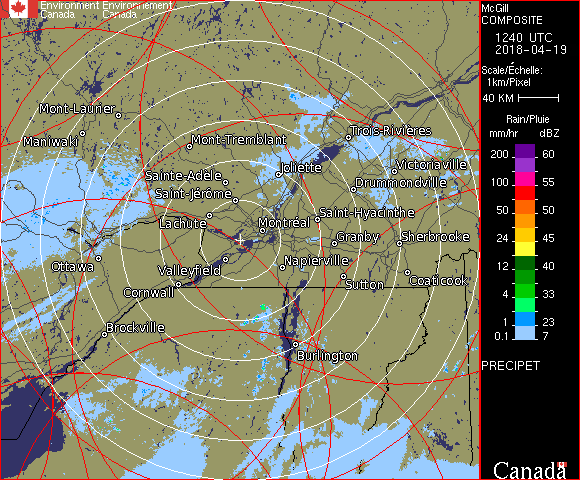 Environment Environnement
Canada Canada
McGill
COMPOSITE
1240 UTC
2018-04-19
Scale/Échelle:
1km/Pixel
40 KM
Rain/Pluie
mm/hr dBZ
200 60
100 55
50 50
24 45
12 40
4 33
1 23
0.1 7
PRECIPET
Canada
Mont-Laurier
Maniwaki
Mont-Tremblant
Trois-Rivières
Sainte-Adèle
Joliette
Victoriaville
Saint-Jérôme
Drummondville
Lachute
Montréal
Saint-Hyacinthe
Granby
Sherbrooke
Ottawa
Valleyfield
Napierville
Cornwall
Sutton
Coaticook
Brockville
Burlington